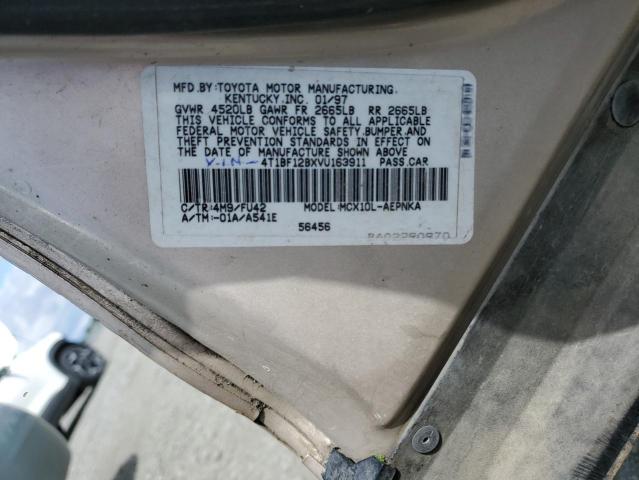 MFD.BY:TOYOTA MOTOR MANUFACTURING,
KENTUCKY,INC. 01/97
GVWR 4520LB GAWR FR 2665LB RR 2665LB
THIS VEHICLE CONFORMS TO ALL APPLICABLE
FEDERAL MOTOR VEHICLE SAFETY,BUMPER,AND
THEFT PREVENTION STANDARDS IN EFFECT ON
THE DATE OF MANUFACTURE SHOWN ABOVE.
V-I-N- 4T1BF12BXVU163911 PASS.CAR
C/TR:4M9/FU42 MODEL:MCX10L-AEPNKA
A/TM:-01A/A541E
56456